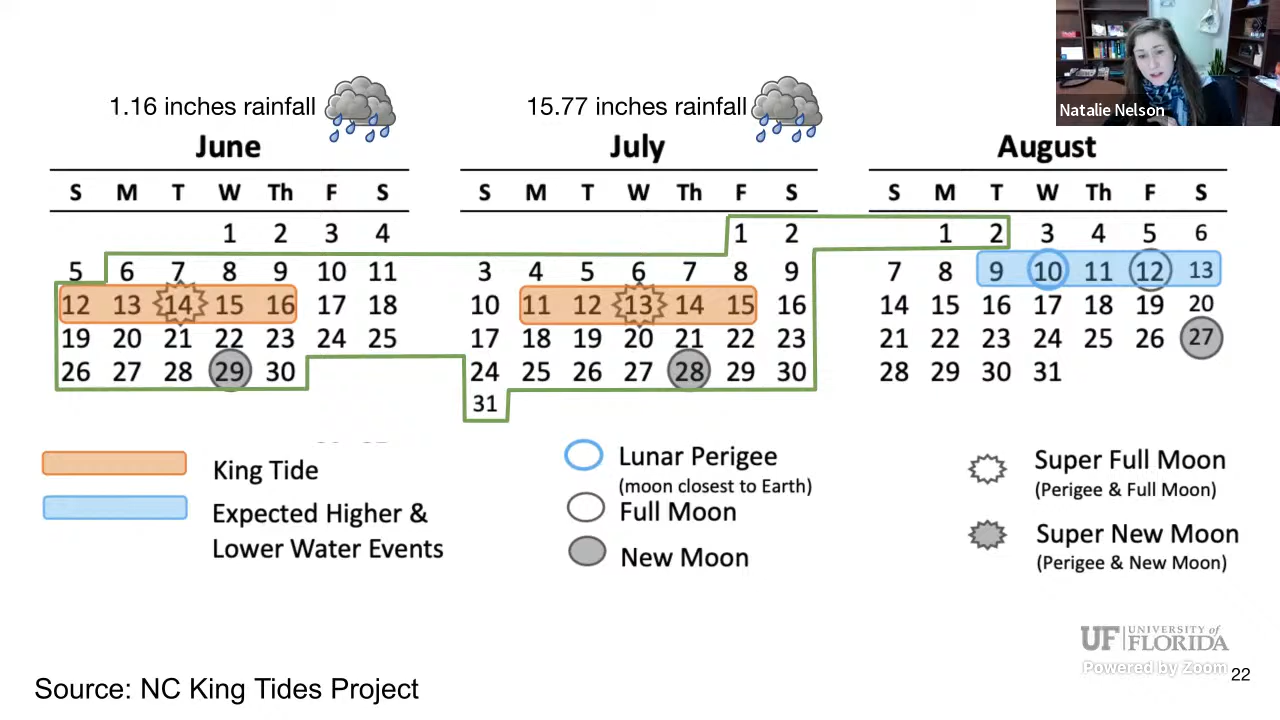 Natalie Nelson
1.16 inches rainfall
15.77 inches rainfall
June
July
August
S M T W Th F S
1 2 3 4
5 6 7 8 9 10 11
12 13 14 15 16 17 18
19 20 21 22 23 24 25
26 27 28 29 30
S M T W Th F S
1 2
3 4 5 6 7 8 9
10 11 12 13 14 15 16
17 18 19 20 21 22 23
24 25 26 27 28 29 30
31
S M T W Th F S
1 2 3 4 5 6
7 8 9 10 11 12 13
14 15 16 17 18 19 20
21 22 23 24 25 26 27
28 29 30 31
King Tide
Expected Higher &
Lower Water Events
Lunar Perigee
(moon closest to Earth)
Full Moon
New Moon
Super Full Moon
(Perigee & Full Moon)
Super New Moon
(Perigee & New Moon)
UF UNIVERSITY of
FLORIDA
Powered by Zoom
22
Source: NC King Tides Project